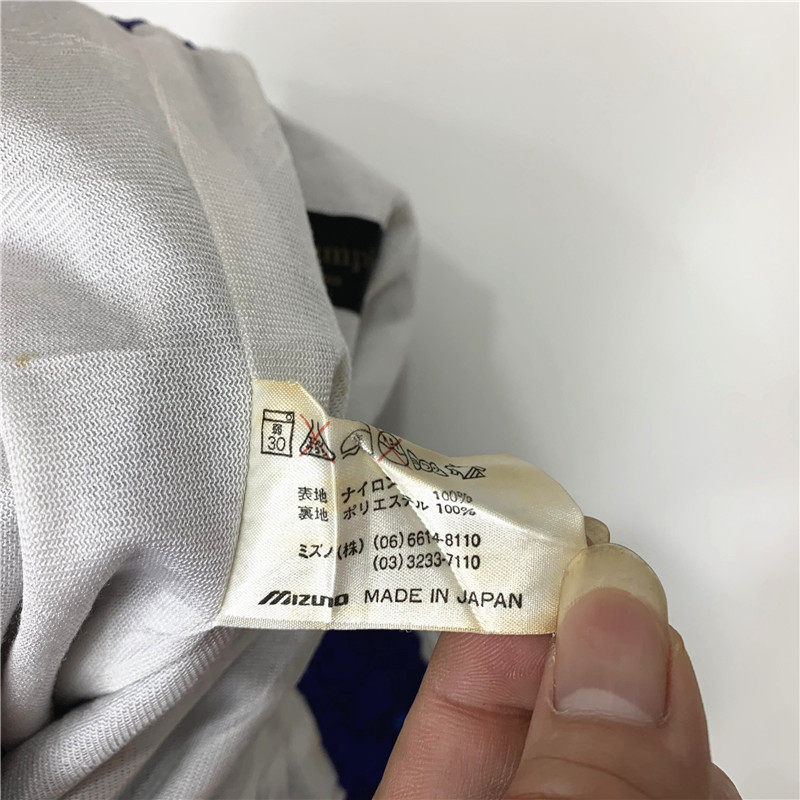 弱
30
表地 ナイロン 100%
裏地 ポリエステル 100%
ミズノ(株) (06)6614-8110
(03)3233-7110
MIZUNO MADE IN JAPAN